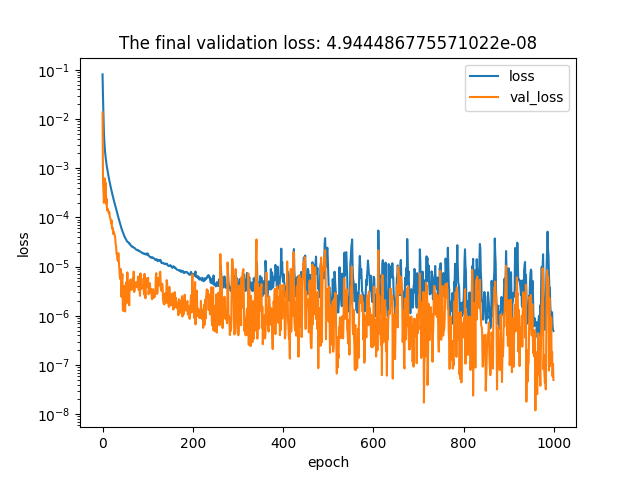 The final validation loss: 4.944486775571022e-08
loss
val_loss
10⁻¹
10⁻²
10⁻³
10⁻⁴
10⁻⁵
10⁻⁶
10⁻⁷
10⁻⁸
loss
0 200 400 600 800 1000
epoch